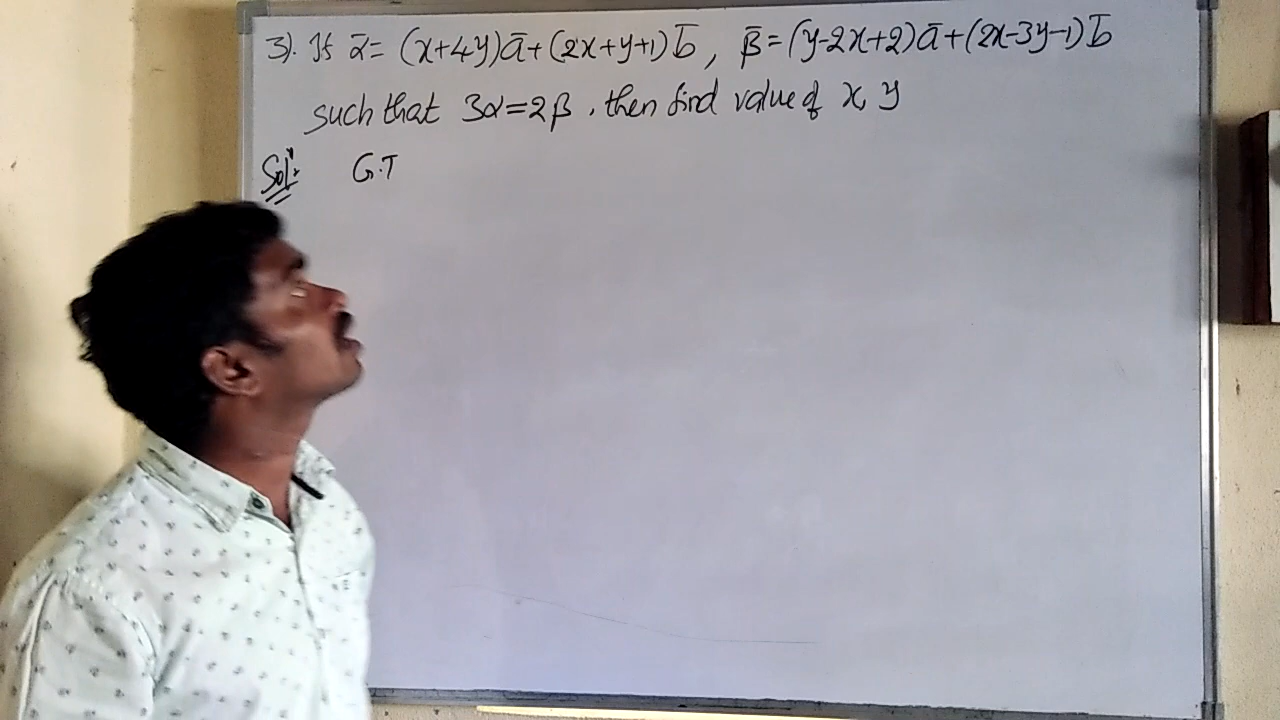 3). If ᾱ = (x+4y)ā+(2x+y+1)b̄, β̄=(y-2x+2)ā+(2x-3y-1)b̄
such that 3α=2β, then find value of x, y
Sol: G.T